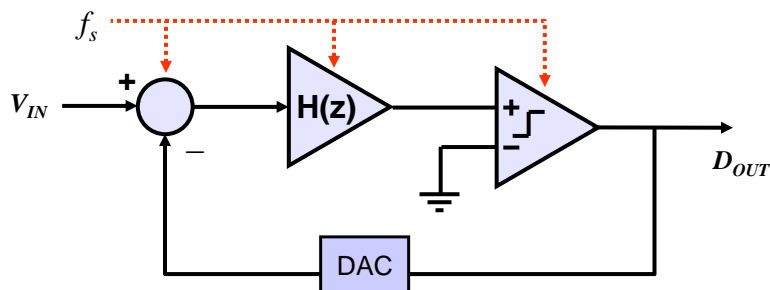 f_s
+
V_IN
H(z)
+
−
−
D_OUT
DAC